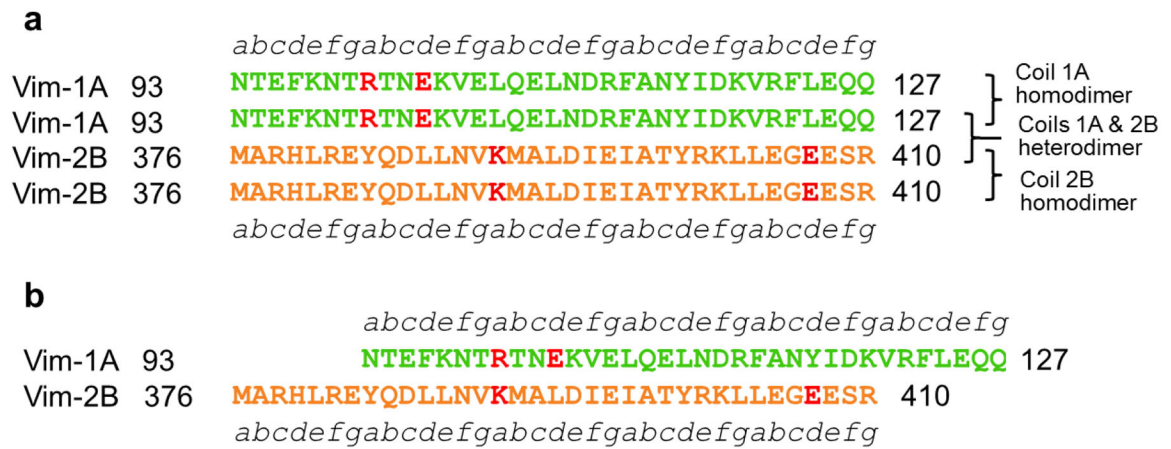 a
abcdefgabcdefgabcdefgabcdefgabcdefg
Vim-1A 93 NTEFKNTRTNEKVELQELNDRFANYIDKVRFLEQQ 127
Vim-1A 93 NTEFKNTRTNEKVELQELNDRFANYIDKVRFLEQQ 127
Vim-2B 376 MARHLREYQDLLNVKMALDIEIATYRKLLEGEESR 410
Vim-2B 376 MARHLREYQDLLNVKMALDIEIATYRKLLEGEESR 410
abcdefgabcdefgabcdefgabcdefgabcdefg
Coil 1A
homodimer
Coils 1A & 2B
heterodimer
Coil 2B
homodimer
b
abcdefgabcdefgabcdefgabcdefgabcdefg
Vim-1A 93 NTEFKNTRTNEKVELQELNDRFANYIDKVRFLEQQ 127
Vim-2B 376 MARHLREYQDLLNVKMALDIEIATYRKLLEGEESR 410
abcdefgabcdefgabcdefgabcdefgabcdefg